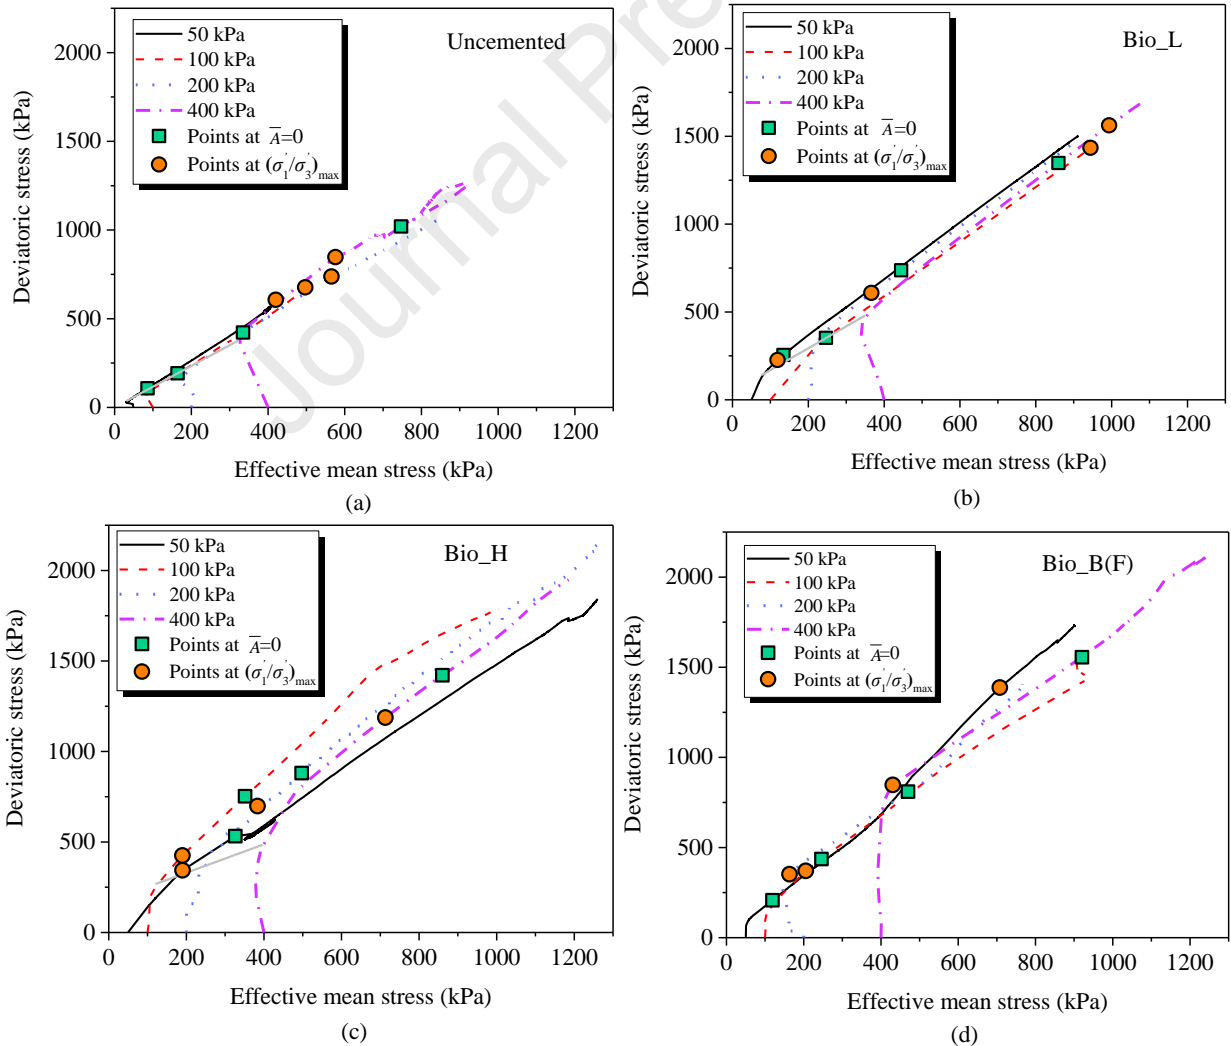 Journal Pre
50 kPa
100 kPa
200 kPa
400 kPa
Points at A̅=0
Points at (σ′1/σ′3)max
Uncemented
2000
1500
1000
500
0
0 200 400 600 800 1000 1200
Deviatoric stress (kPa)
Effective mean stress (kPa)
(a)
50 kPa
100 kPa
200 kPa
400 kPa
Points at A̅=0
Points at (σ′1/σ′3)max
Bio_L
2000
1500
1000
500
0
0 200 400 600 800 1000 1200
Deviatoric stress (kPa)
Effective mean stress (kPa)
(b)
50 kPa
100 kPa
200 kPa
400 kPa
Points at A̅=0
Points at (σ′1/σ′3)max
Bio_H
2000
1500
1000
500
0
0 200 400 600 800 1000 1200
Deviatoric stress (kPa)
Effective mean stress (kPa)
(c)
50 kPa
100 kPa
200 kPa
400 kPa
Points at A̅=0
Points at (σ′1/σ′3)max
Bio_B(F)
2000
1500
1000
500
0
0 200 400 600 800 1000 1200
Deviatoric stress (kPa)
Effective mean stress (kPa)
(d)